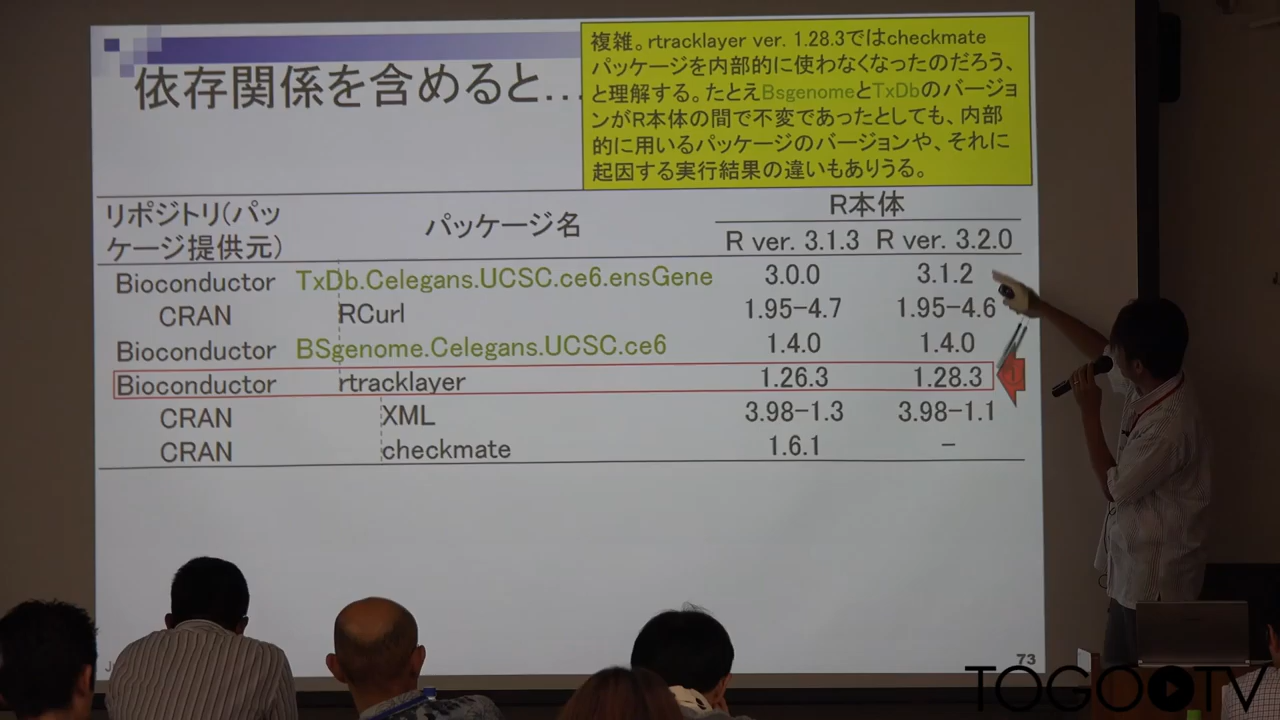 依存関係を含めると…
複雑。rtracklayer ver. 1.28.3ではcheckmate
パッケージを内部的に使わなくなったのだろう、
と理解する。たとえBsgenomeとTxDbのバージョ
ンがR本体の間で不変であったとしても、内部
的に用いるパッケージのバージョンや、それに
起因する実行結果の違いもありうる。
リポジトリ(パッ
ケージ提供元)
パッケージ名
R本体
R ver. 3.1.3 R ver. 3.2.0
Bioconductor TxDb.Celegans.UCSC.ce6.ensGene 3.0.0 3.1.2
CRAN RCurl 1.95-4.7 1.95-4.6
Bioconductor BSgenome.Celegans.UCSC.ce6 1.4.0 1.4.0
Bioconductor rtracklayer 1.26.3 1.28.3
CRAN XML 3.98-1.3 3.98-1.1
CRAN checkmate 1.6.1 -
73
TOGOTV